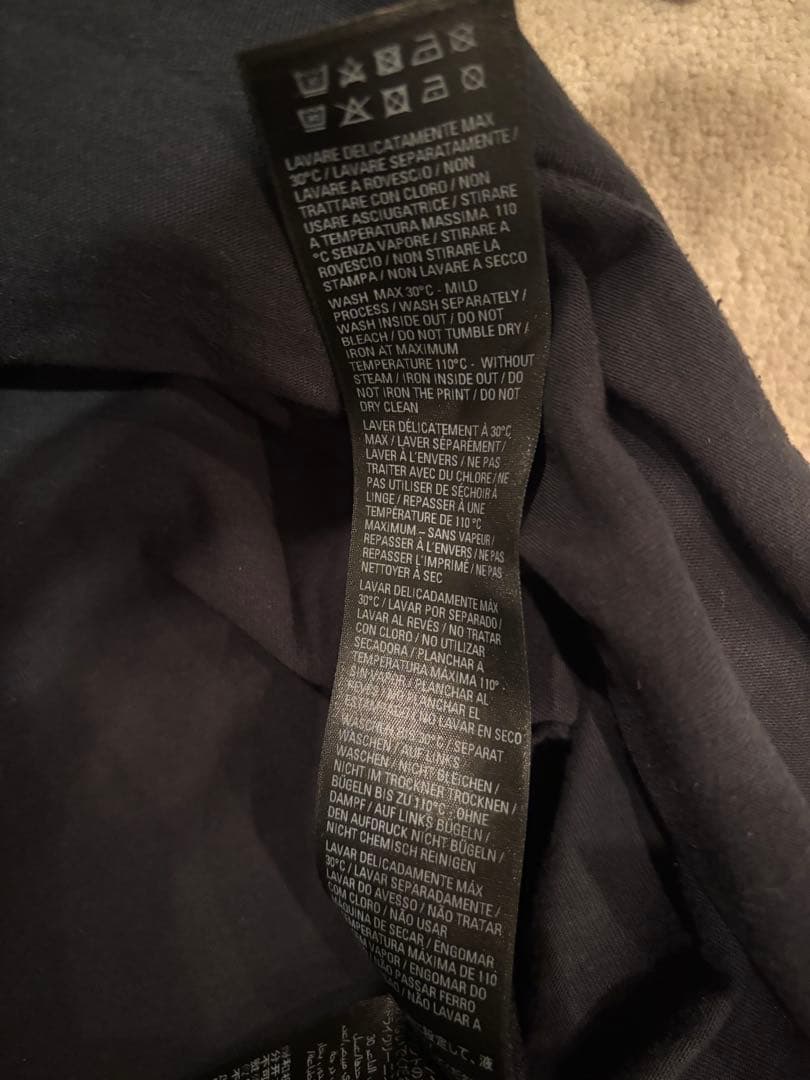 LAVARE DELICATAMENTE MAX
30°C / LAVARE SEPARATAMENTE /
LAVARE A ROVESCIO / NON
TRATTARE CON CLORO / NON
USARE ASCIUGATRICE / STIRARE
A TEMPERATURA MASSIMA 110
°C SENZA VAPORE / STIRARE A
ROVESCIO / NON STIRARE LA
STAMPA / NON LAVARE A SECCO
WASH MAX 30°C - MILD
PROCESS / WASH SEPARATELY /
WASH INSIDE OUT / DO NOT
BLEACH / DO NOT TUMBLE DRY /
IRON AT MAXIMUM
TEMPERATURE 110°C - WITHOUT
STEAM / IRON INSIDE OUT / DO
NOT IRON THE PRINT / DO NOT
DRY CLEAN
LAVER DÉLICATEMENT À 30°C
MAX / LAVER SÉPARÉMENT /
LAVER À L'ENVERS / NE PAS
TRAITER AVEC DU CHLORE / NE
PAS UTILISER DE SÉCHOIR À
LINGE / REPASSER À UNE
TEMPÉRATURE DE 110°C
MAXIMUM – SANS VAPEUR /
REPASSER À L'ENVERS / NE PAS
REPASSER L'IMPRIMÉ / NE PAS
NETTOYER À SEC
LAVAR DELICADAMENTE MÁX
30°C / LAVAR POR SEPARADO /
LAVAR AL REVÉS / NO TRATAR
CON CLORO / NO UTILIZAR
SECADORA / PLANCHAR A
TEMPERATURA MÁXIMA 110° -
SIN VAPOR / PLANCHAR AL
REVÉS PLANCHAR EL
NO LAVAR EN SECO
WASCHEN 30°C / SEPARAT
WASCHEN / AUF LINKS
WASCHEN / NICHT BLEICHEN /
NICHT IM TROCKNER TROCKNEN /
BÜGELN BIS ZU 110°C - OHNE
DAMPF / AUF LINKS BÜGELN /
DEN AUFDRUCK NICHT BÜGELN /
NICHT CHEMISCH REINIGEN
LAVAR DELICADAMENTE MÁX
30°C / LAVAR SEPARADAMENTE /
LAVAR DO AVESSO / NÃO TRATAR
COM CLORO / NÃO USAR
MÁQUINA DE SECAR / ENGOMAR
TEMPERATURA MÁXIMA DE 110
VAPOR / ENGOMAR DO
NÃO PASSAR FERRO
/ NÃO LAVAR A